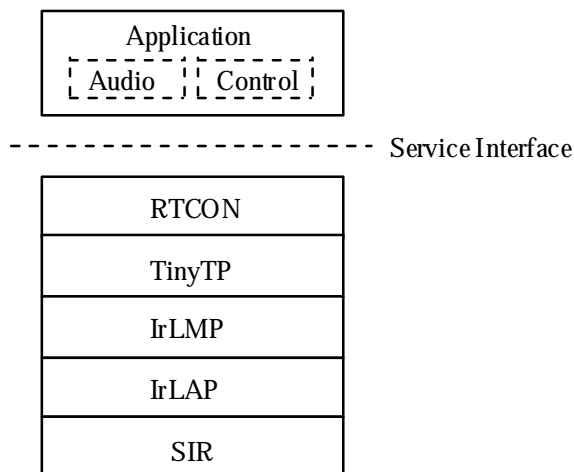 Application
Audio Control
Service Interface
RTCON
TinyTP
IrLMP
IrLAP
SIR